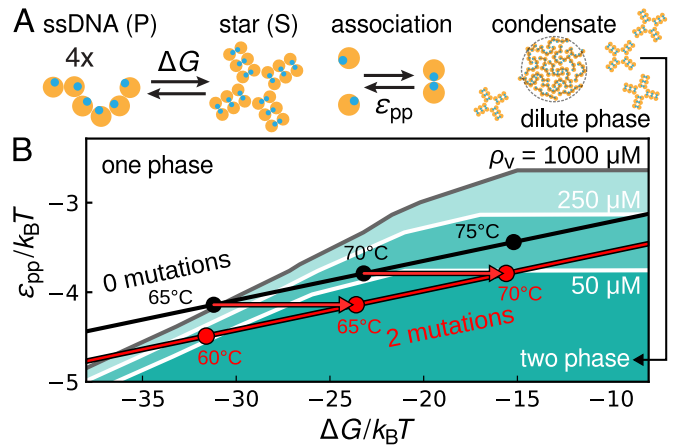 A ssDNA (P) star (S) association condensate
4x ΔG
ε_pp
dilute phase
B one phase
ρ_v = 1000 μM
250 μM
50 μM
two phase
0 mutations
65°C
70°C
75°C
60°C
65°C
70°C
2 mutations
ε_pp/k_BT
−3
−4
−5
−35 −30 −25 −20 −15 −10
ΔG/k_BT